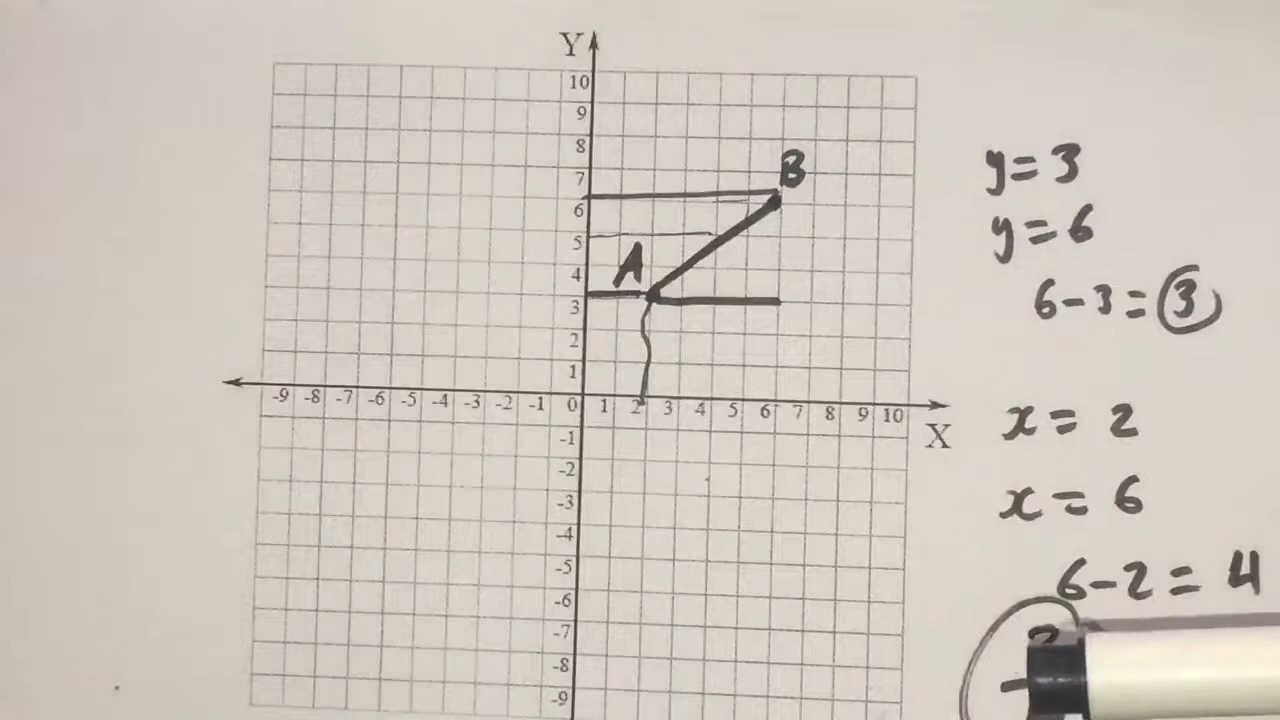 Y
10
9
8
7
6
5
4
3
2
1
B
A
-9 -8 -7 -6 -5 -4 -3 -2 -1 0 1 2 3 4 5 6 7 8 9 10
X
-1
-2
-3
-4
-5
-6
-7
-8
-9
y = 3
y = 6
6 - 3 = 3
x = 2
x = 6
6 - 2 = 4